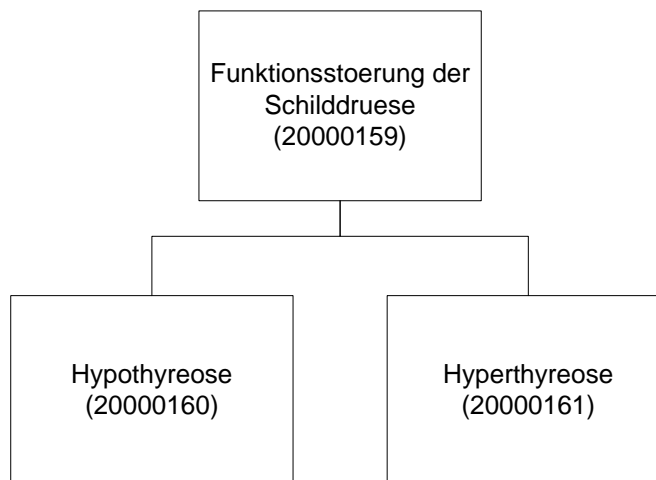 Funktionsstoerung der
Schilddruese
(20000159)
Hypothyreose
(20000160)
Hyperthyreose
(20000161)